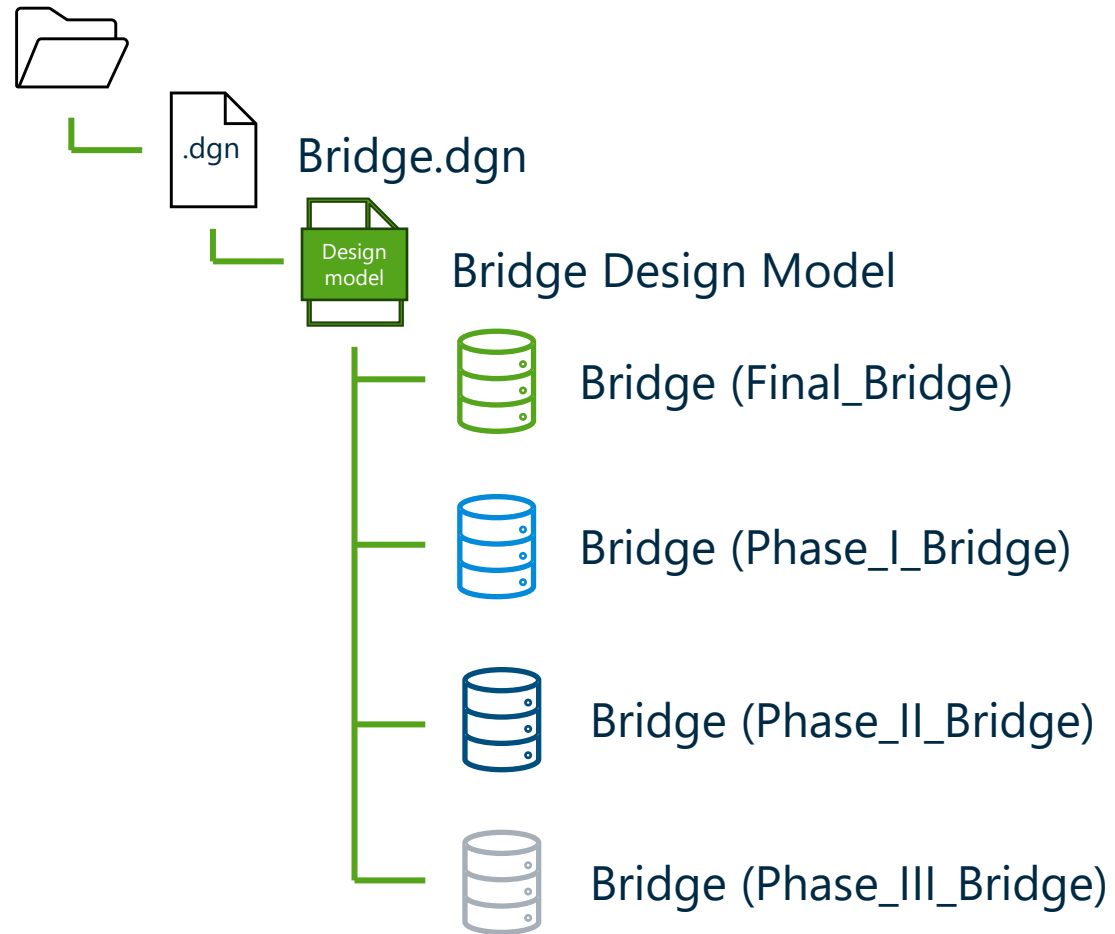 .dgn
Bridge.dgn
Design
model
Bridge Design Model
Bridge (Final_Bridge)
Bridge (Phase_I_Bridge)
Bridge (Phase_II_Bridge)
Bridge (Phase_III_Bridge)